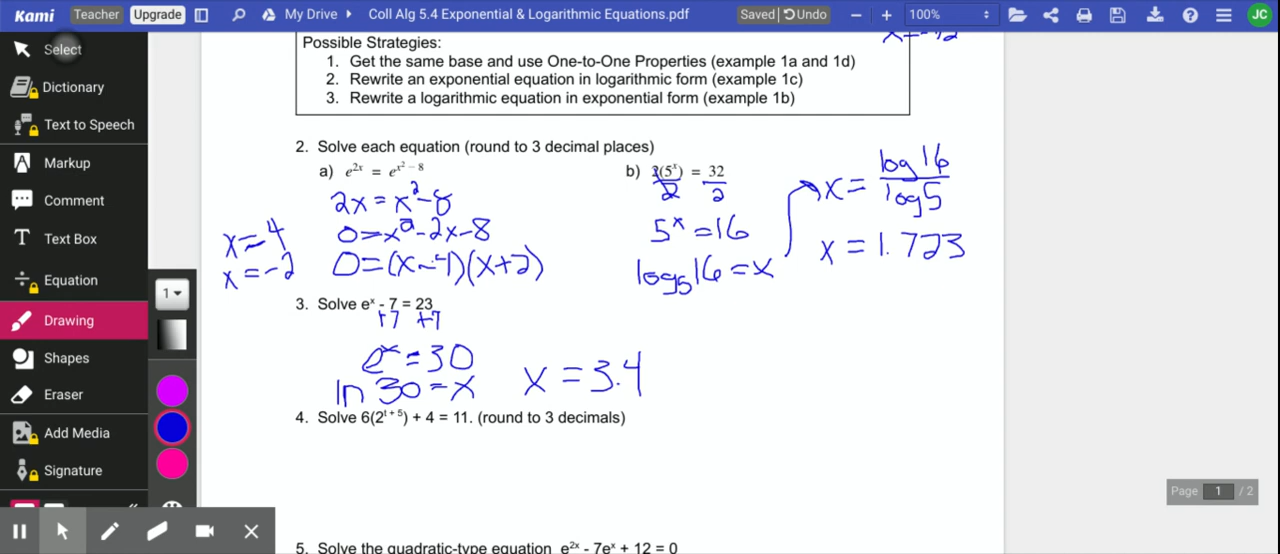 Kami Teacher Upgrade My Drive Coll Alg 5.4 Exponential & Logarithmic Equations.pdf Saved Undo 100% JC
Select
Dictionary
Text to Speech
Markup
Comment
Text Box
Equation
Drawing
Shapes
Eraser
Add Media
Signature
1
Possible Strategies:
1. Get the same base and use One-to-One Properties (example 1a and 1d)
2. Rewrite an exponential equation in logarithmic form (example 1c)
3. Rewrite a logarithmic equation in exponential form (example 1b)
2. Solve each equation (round to 3 decimal places)
a) e^2x = e^x²-8
2x = x²-8
0=x²-2x-8
0=(x-4)(x+2)
x=4
x=-2
b) 2(5^x) = 32
2 2
5^x =16
log₅16=x
x = log16 / log5
x = 1.723
3. Solve e^x - 7 = 23
+7 +7
e^x = 30
ln 30 = x
x = 3.4
4. Solve 6(2^t+5) + 4 = 11. (round to 3 decimals)
5. Solve the quadratic-type equation e^2x - 7e^x + 12 = 0
Page 1 / 2